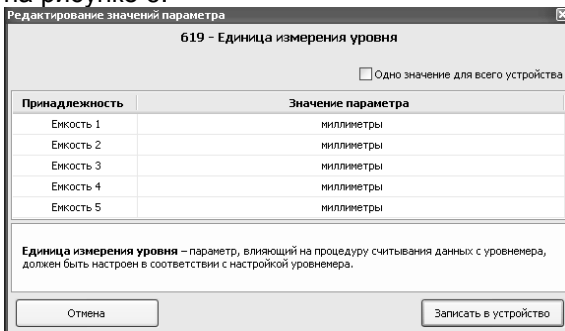 на рисунке 3.
Редактирование значений параметра
619 - Единица измерения уровня
Одно значение для всего устройства
Принадлежность Значение параметра
Емкость 1 миллиметры
Емкость 2 миллиметры
Емкость 3 миллиметры
Емкость 4 миллиметры
Емкость 5 миллиметры
Единица измерения уровня – параметр, влияющий на процедуру считывания данных с уровнемера,
должен быть настроен в соответствии с настройкой уровнемера.
Отмена Записать в устройство